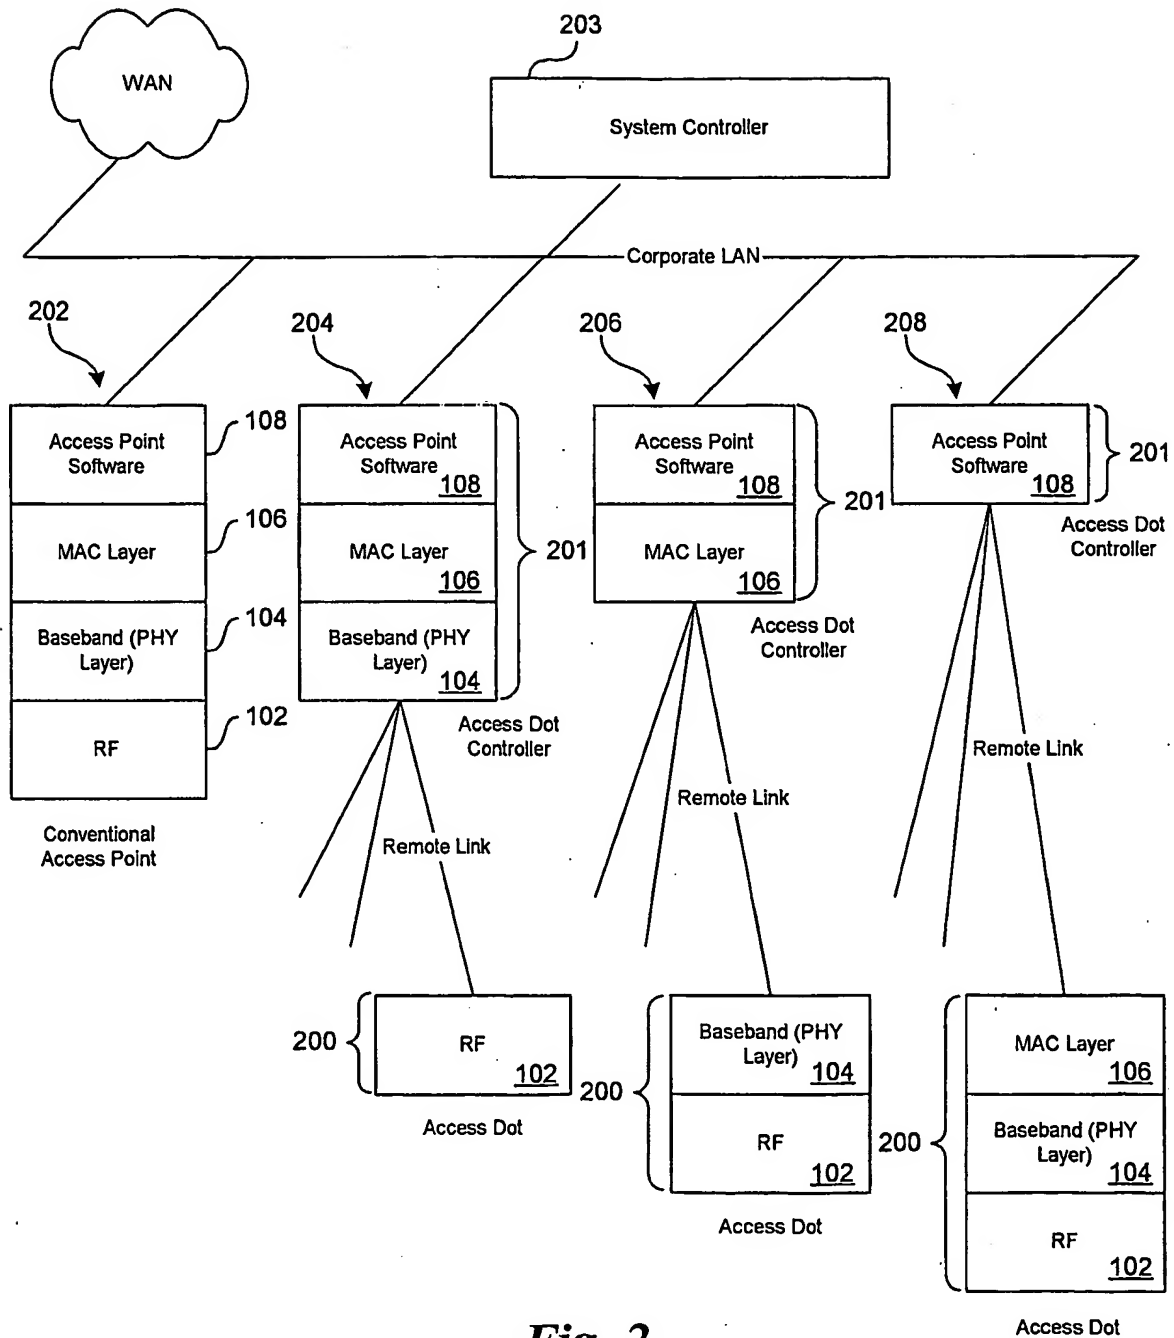 203
WAN
System Controller
Corporate LAN
202
204
206
208
Access Point
Software
108
Access Point
Software
108
Access Point
Software
108
201
Access Point
Software
108
201
Access Dot
Controller
MAC Layer
106
MAC Layer
106
201
MAC Layer
106
Access Dot
Controller
Baseband (PHY
Layer)
104
Baseband (PHY
Layer)
104
Access Dot
Controller
RF
102
Conventional
Access Point
Remote Link
Remote Link
Remote Link
200
RF
102
Access Dot
200
Baseband (PHY
Layer)
104
RF
102
Access Dot
200
MAC Layer
106
Baseband (PHY
Layer)
104
RF
102
Access Dot
Fig. 2